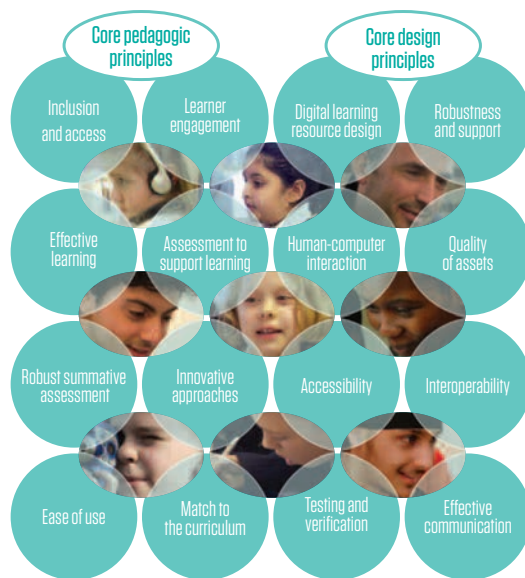 Core pedagogic
principles
Core design
principles
Inclusion
and access
Learner
engagement
Digital learning
resource design
Robustness
and support
Effective
learning
Assessment to
support learning
Human-computer
interaction
Quality
of assets
Robust summative
assessment
Innovative
approaches
Accessibility
Interoperability
Ease of use
Match to
the curriculum
Testing and
verification
Effective
communication